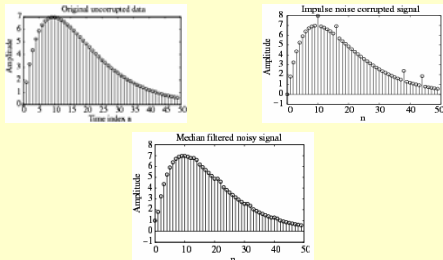 Original uncorrupted data
Amplitude
7
6
5
4
3
2
1
0
0 5 10 15 20 25 30 35 40 45 50
Time index n
Impulse noise corrupted signal
Amplitude
8
7
6
5
4
3
2
1
0
−1
0 10 20 30 40 50
n
Median filtered noisy signal
Amplitude
8
7
6
5
4
3
2
1
0
−1
0 10 20 30 40 50
n